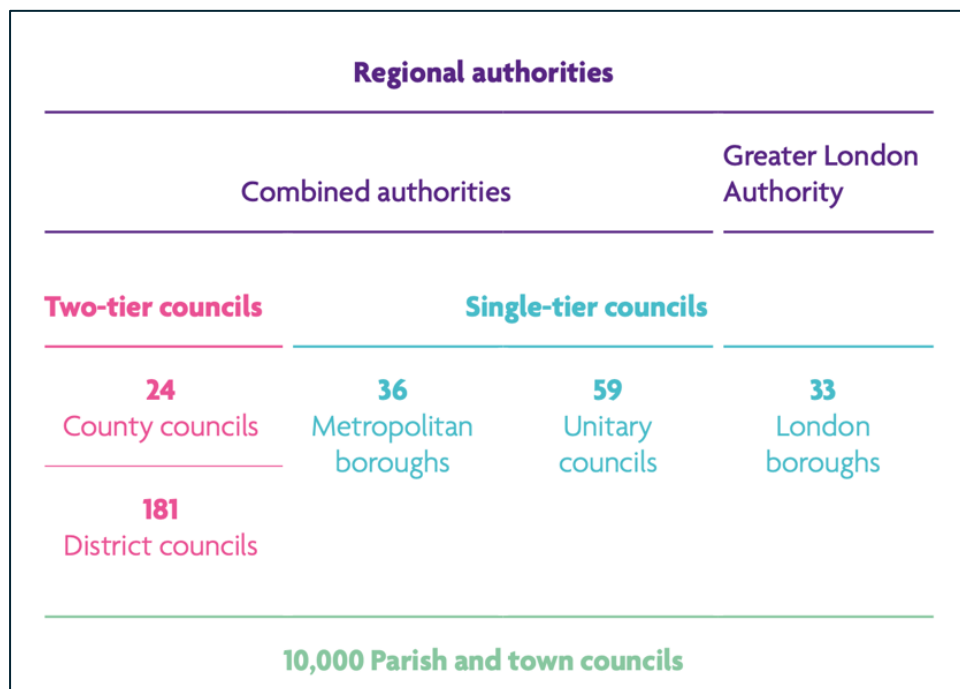 Regional authorities
Combined authorities
Greater London
Authority
Two-tier councils
Single-tier councils
24
County councils
181
District councils
36
Metropolitan
boroughs
59
Unitary
councils
33
London
boroughs
10,000 Parish and town councils